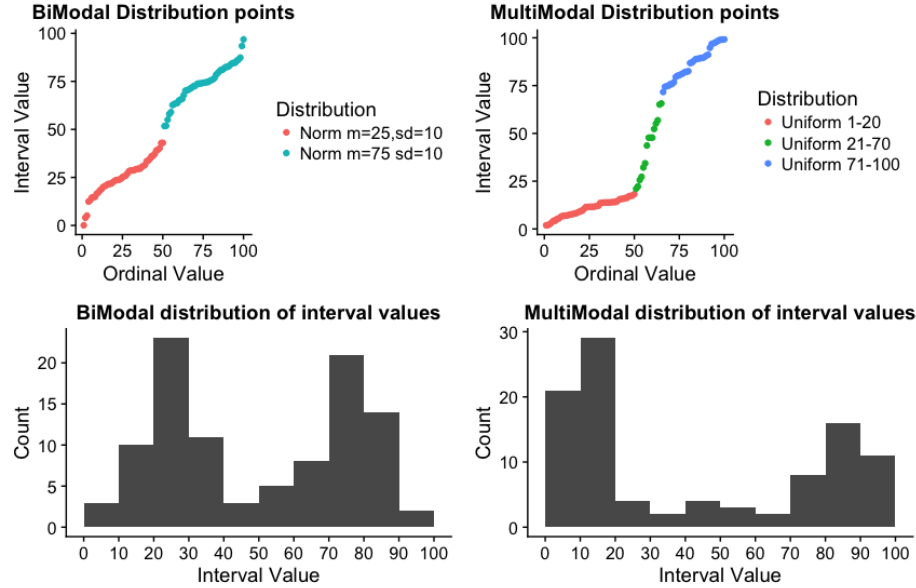 BiModal Distribution points
100
75
50
25
0
Interval Value
0 25 50 75 100
Ordinal Value
Distribution
Norm m=25,sd=10
Norm m=75 sd=10
MultiModal Distribution points
100
75
50
25
0
Interval Value
0 25 50 75 100
Ordinal Value
Distribution
Uniform 1-20
Uniform 21-70
Uniform 71-100
BiModal distribution of interval values
20
15
10
5
0
Count
0 10 20 30 40 50 60 70 80 90 100
Interval Value
MultiModal distribution of interval values
30
20
10
0
Count
0 10 20 30 40 50 60 70 80 90 100
Interval Value